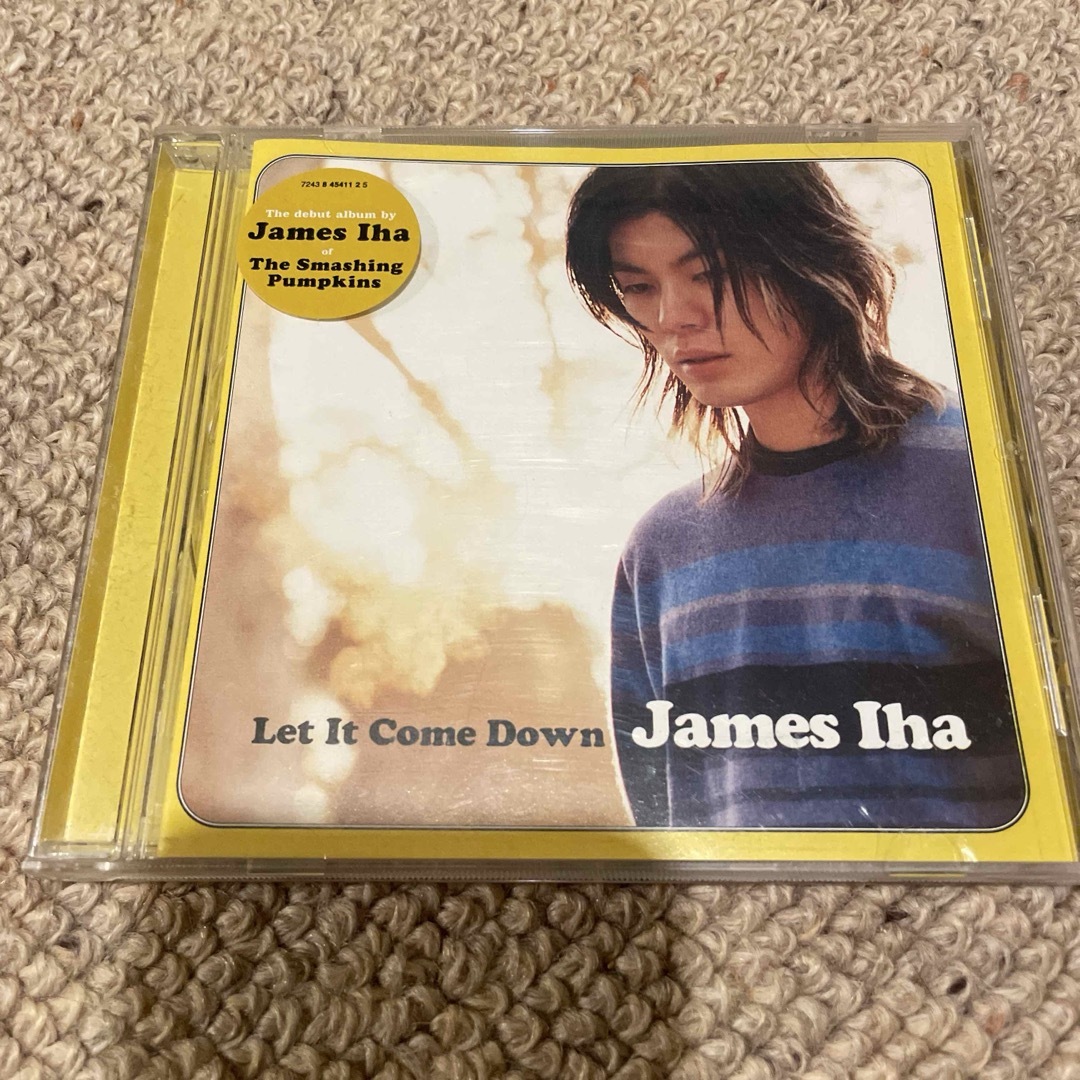 7243 8 45411 2 5
The debut album by
James Iha
of
The Smashing
Pumpkins
Let It Come Down
James Iha